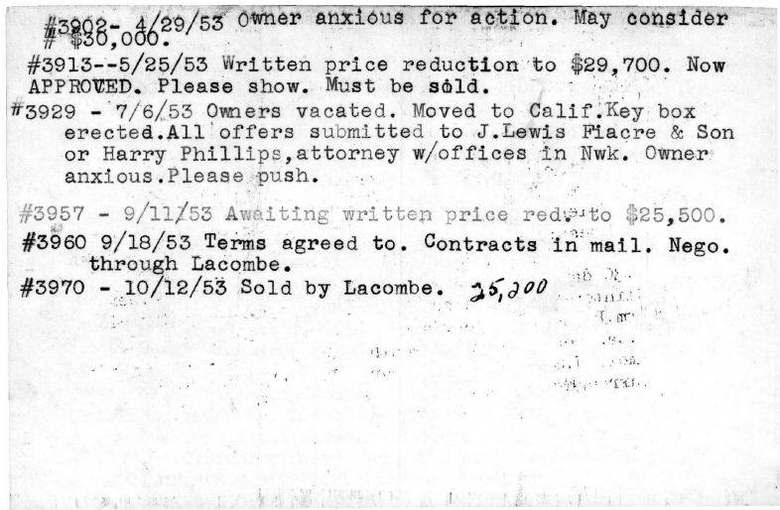 #3902- 4/29/53 Owner anxious for action. May consider
# $30,000.
#3913--5/25/53 Written price reduction to $29,700. Now
APPROVED. Please show. Must be sold.
#3929 - 7/6/53 Owners vacated. Moved to Calif.Key box
erected.All offers submitted to J.Lewis Fiacre & Son
or Harry Phillips,attorney w/offices in Nwk. Owner
anxious.Please push.
#3957 - 9/11/53 Awaiting written price red. to $25,500.
#3960 9/18/53 Terms agreed to. Contracts in mail. Nego.
through Lacombe.
#3970 - 10/12/53 Sold by Lacombe. 25,200